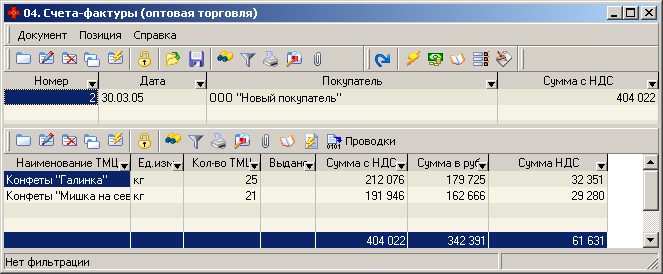 04. Счета-фактуры (оптовая торговля)
Документ Позиция Справка
Номер Дата Покупатель Сумма с НДС
2 30.03.05 ООО "Новый покупатель" 404 022
0101 Проводки
Наименование ТМЦ Ед.изм Кол-во ТМЦ Выдано Сумма с НДС Сумма в руб Сумма НДС
Конфеты "Галинка" кг 25 212 076 179 725 32 351
Конфеты "Мишка на сев кг 21 191 946 162 666 29 280
404 022 342 391 61 631
Нет фильтрации